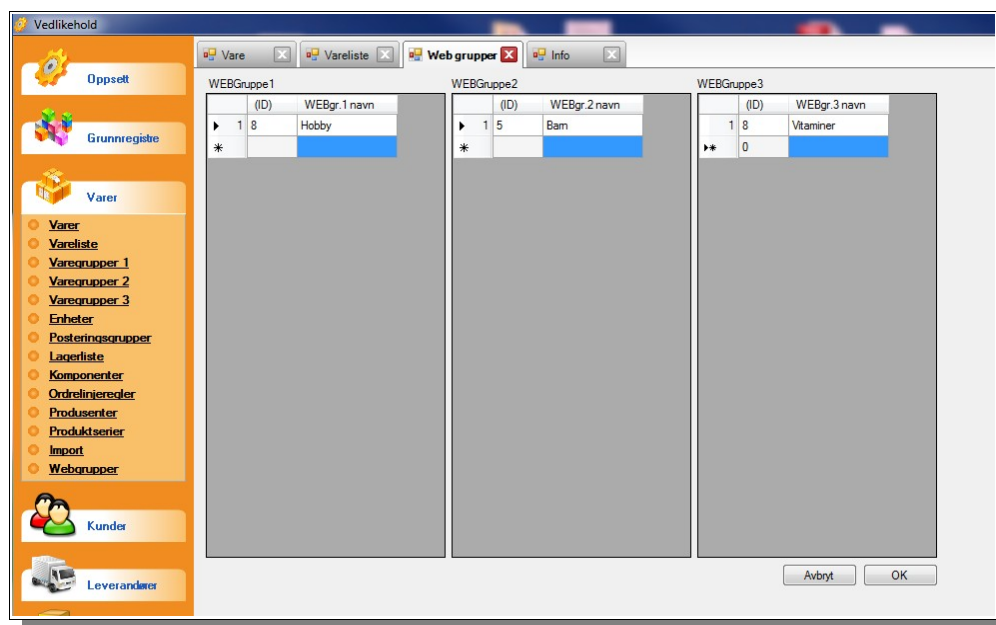 Vedlikehold
Oppsett
Grunnregistre
Varer
Varer
Vareliste
Varegrupper 1
Varegrupper 2
Varegrupper 3
Enheter
Posteringsgrupper
Lagerliste
Komponenter
Ordrelinjeregler
Produsenter
Produktserier
Import
Webgrupper
Kunder
Leverandører
Vare Vareliste Web grupper Info
WEBGruppe1
(ID) WEBgr.1 navn
1 8 Hobby
WEBGruppe2
(ID) WEBgr.2 navn
1 5 Barn
WEBGruppe3
(ID) WEBgr.3 navn
1 8 Vitaminer
0
Avbryt OK